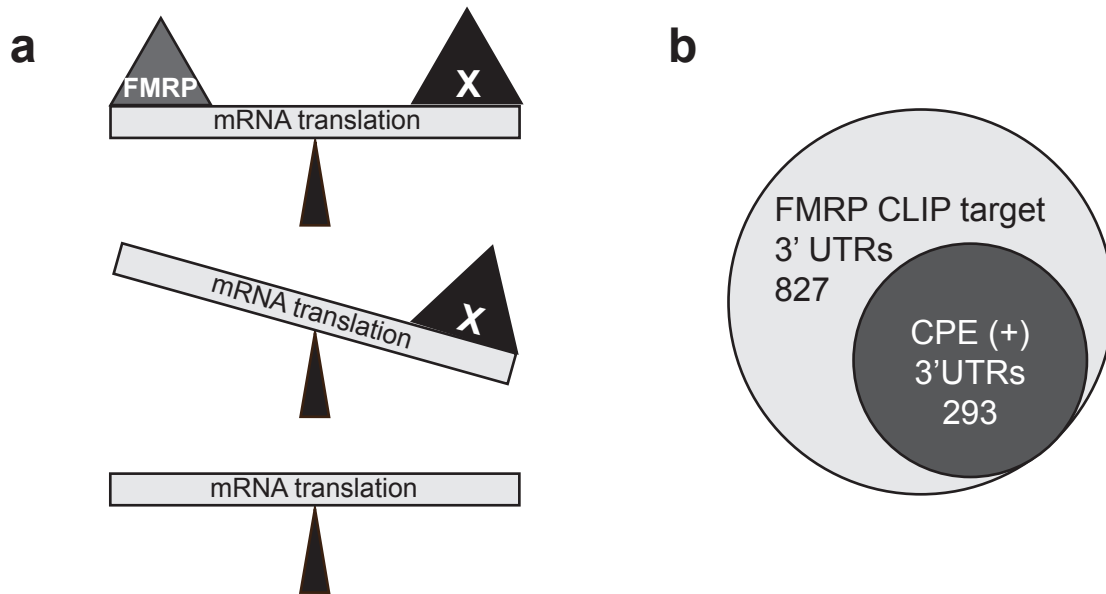 a
FMRP
X
mRNA translation
mRNA translation
X
mRNA translation
b
FMRP CLIP target
3’ UTRs
827
CPE (+)
3’UTRs
293